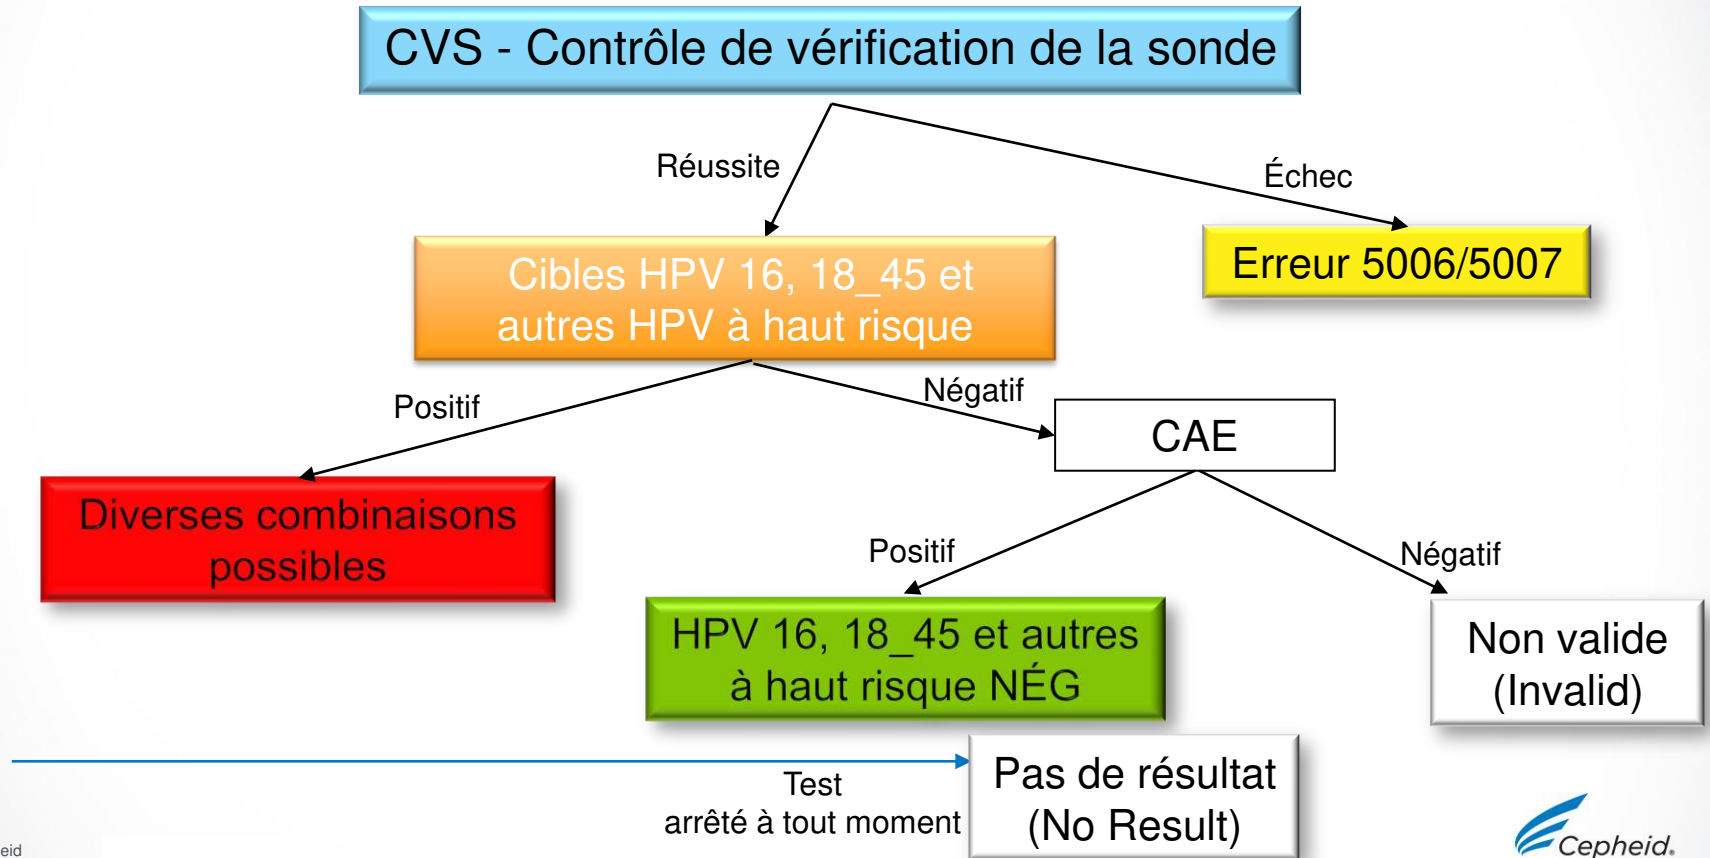 CVS - Contrôle de vérification de la sonde
Réussite
Échec
Cibles HPV 16, 18_45 et
autres HPV à haut risque
Erreur 5006/5007
Positif
Négatif
CAE
Diverses combinaisons
possibles
Positif
Négatif
HPV 16, 18_45 et autres
à haut risque NÉG
Non valide
(Invalid)
Test
arrêté à tout moment
Pas de résultat
(No Result)
Cepheid.
eid